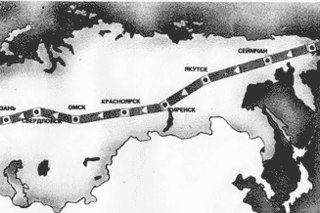 СЕЙМЧАН
ЯКУТСК
КРАСНОЯРСК
КИРЕНСК
ОМСК
ЗАНЬ
СВЕРДЛОВСК